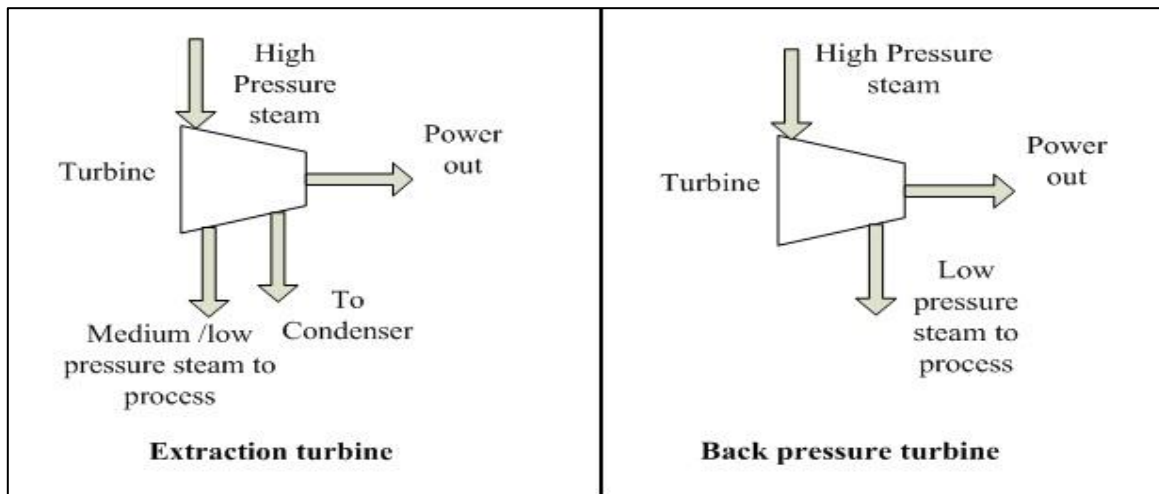 High
Pressure
steam
Power
out
Turbine
To
Condenser
Medium /low
pressure steam to
process
Extraction turbine
High Pressure
steam
Power
out
Turbine
Low
pressure
steam to
process
Back pressure turbine